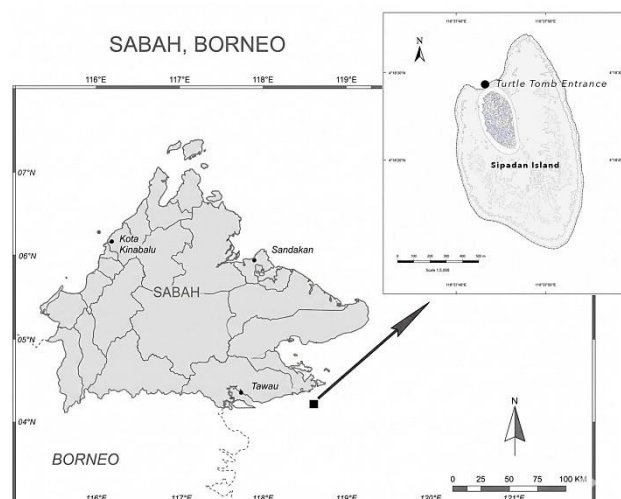 SABAH, BORNEO
116°E
117°E
118°E
119°E
07°N
06°N
05°N
04°N
Kota
Kinabalu
Sandakan
SABAH
Tawau
BORNEO
116°E
117°E
118°E
119°E
120°E
121°E
N
0 25 50 75 100 KM
N
Turtle Tomb Entrance
Sipadan Island